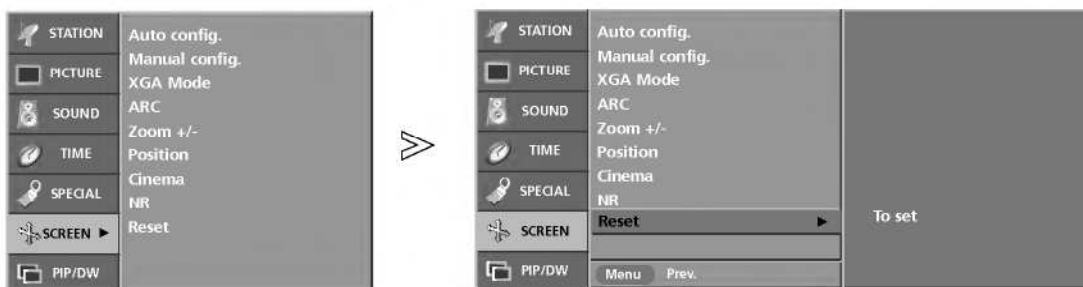 STATION
PICTURE
SOUND
TIME
SPECIAL
SCREEN ►
PIP/DW
Auto config.
Manual config.
XGA Mode
ARC
Zoom +/-
Position
Cinema
NR
Reset
STATION
PICTURE
SOUND
TIME
SPECIAL
SCREEN
PIP/DW
Auto config.
Manual config.
XGA Mode
ARC
Zoom +/-
Position
Cinema
NR
Reset ►
Menu Prev.
To set